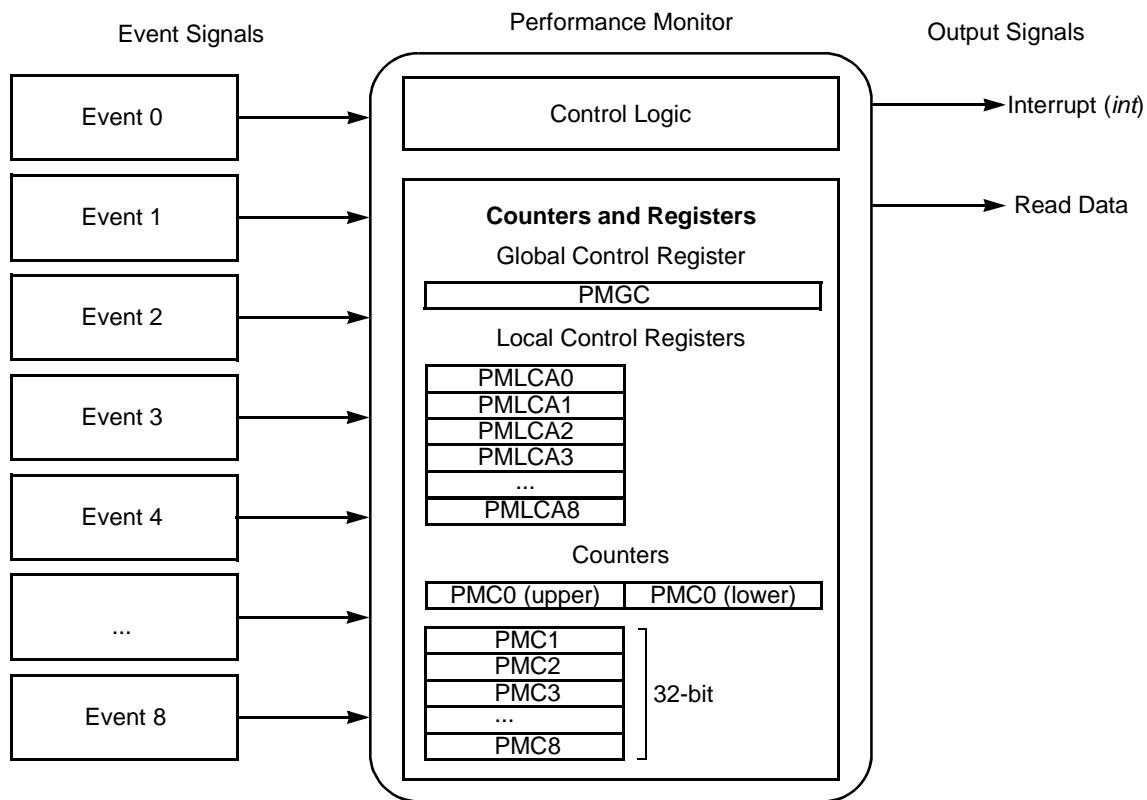 Event Signals
Performance Monitor
Output Signals
Event 0
Event 1
Event 2
Event 3
Event 4
...
Event 8
Control Logic
Counters and Registers
Global Control Register
PMGC
Local Control Registers
PMLCA0
PMLCA1
PMLCA2
PMLCA3
...
PMLCA8
Counters
PMC0 (upper) PMC0 (lower)
PMC1
PMC2
PMC3
...
PMC8
32-bit
Interrupt (int)
Read Data